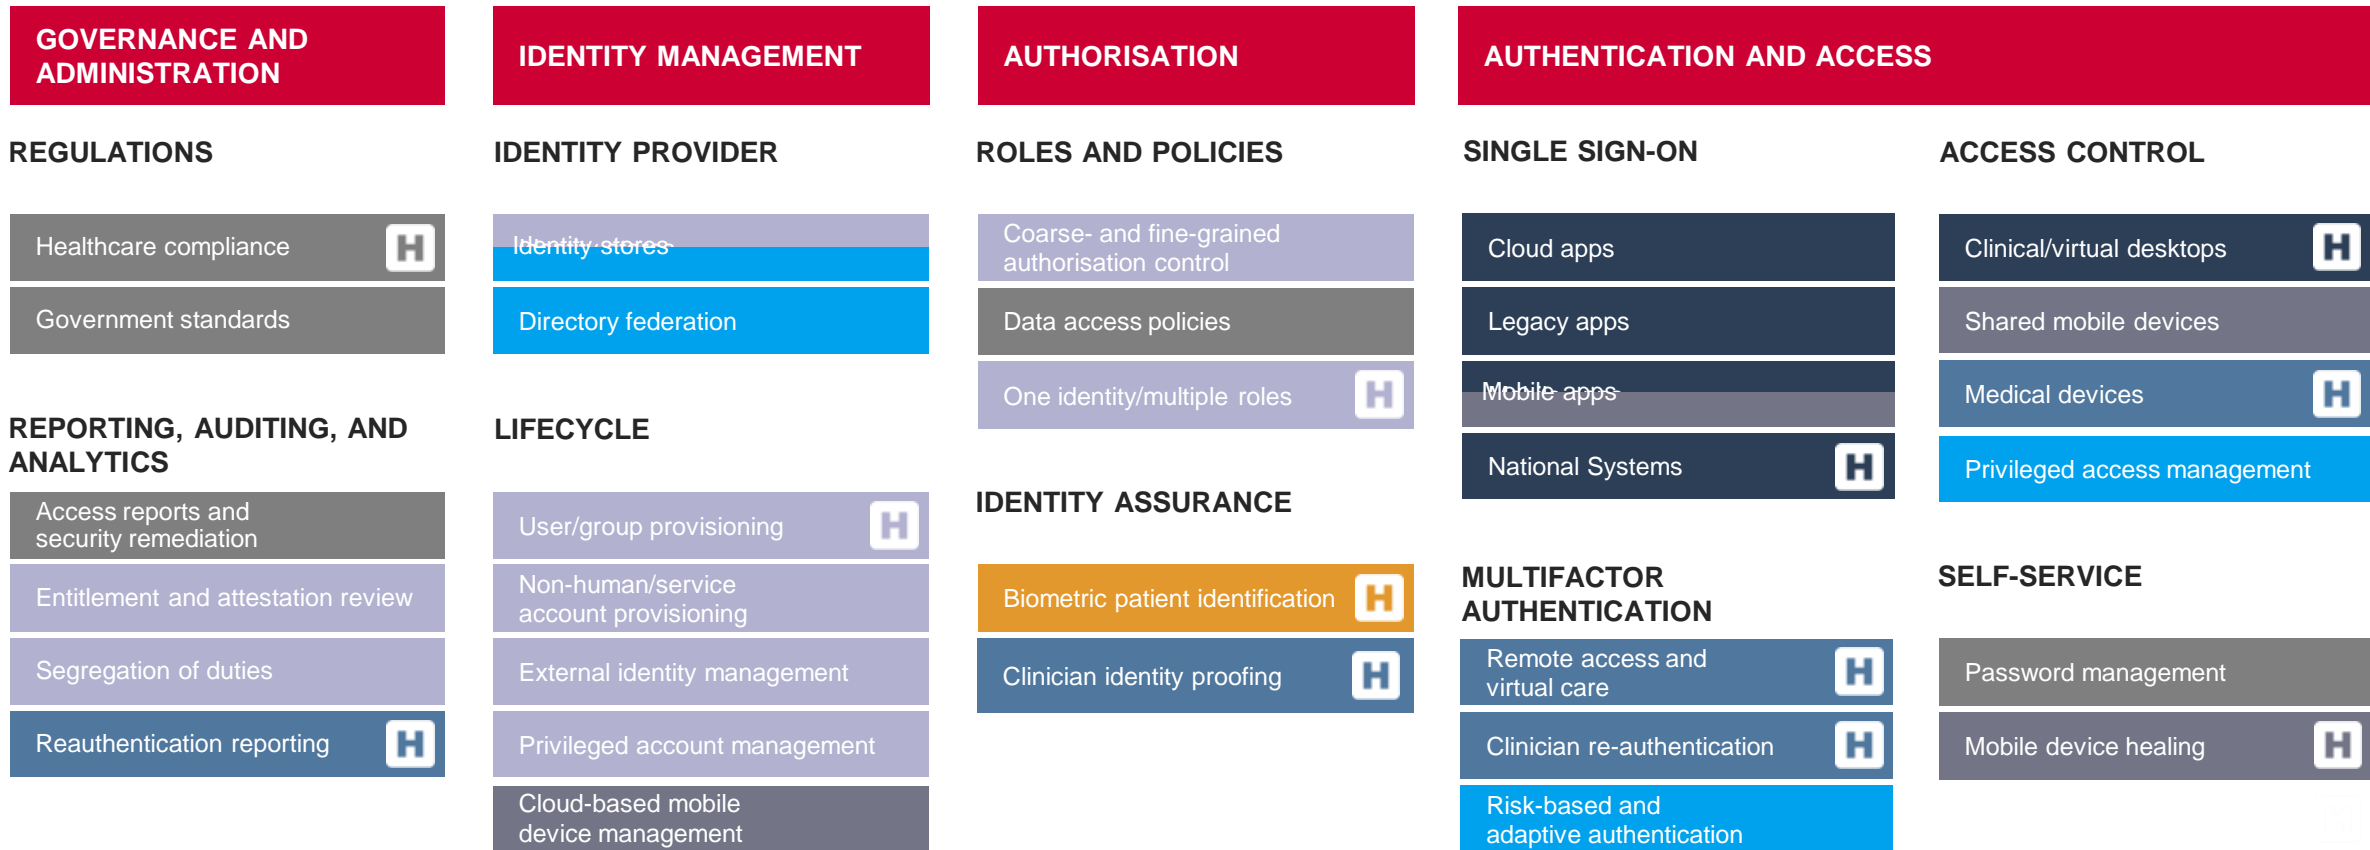 GOVERNANCE AND
ADMINISTRATION
REGULATIONS
Healthcare compliance H
Government standards
REPORTING, AUDITING, AND
ANALYTICS
Access reports and
security remediation
Entitlement and attestation review
Segregation of duties
Reauthentication reporting H
IDENTITY MANAGEMENT
IDENTITY PROVIDER
Identity stores
Directory federation
LIFECYCLE
User/group provisioning H
Non-human/service
account provisioning
External identity management
Privileged account management
Cloud-based mobile
device management
AUTHORISATION
ROLES AND POLICIES
Coarse- and fine-grained
authorisation control
Data access policies
One identity/multiple roles H
IDENTITY ASSURANCE
Biometric patient identification H
Clinician identity proofing H
AUTHENTICATION AND ACCESS
SINGLE SIGN-ON
Cloud apps
Legacy apps
Mobile apps
National Systems H
MULTIFACTOR
AUTHENTICATION
Remote access and
virtual care H
Clinician re-authentication H
Risk-based and
adaptive authentication
ACCESS CONTROL
Clinical/virtual desktops H
Shared mobile devices
Medical devices H
Privileged access management
SELF-SERVICE
Password management
Mobile device healing H